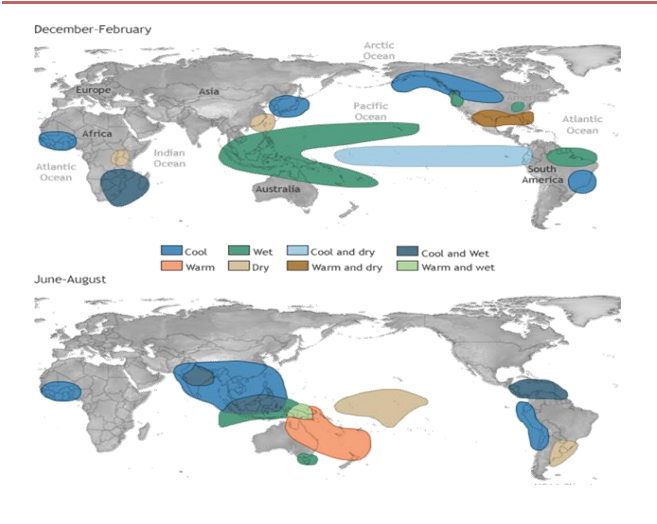 December-February
Arctic
Ocean
Europe
Asia
Pacific
Ocean
Atlantic
Ocean
Africa
Indian
Ocean
Atlantic
Ocean
South
America
Australia
Cool
Wet
Cool and dry
Cool and Wet
Warm
Dry
Warm and dry
Warm and wet
June-August